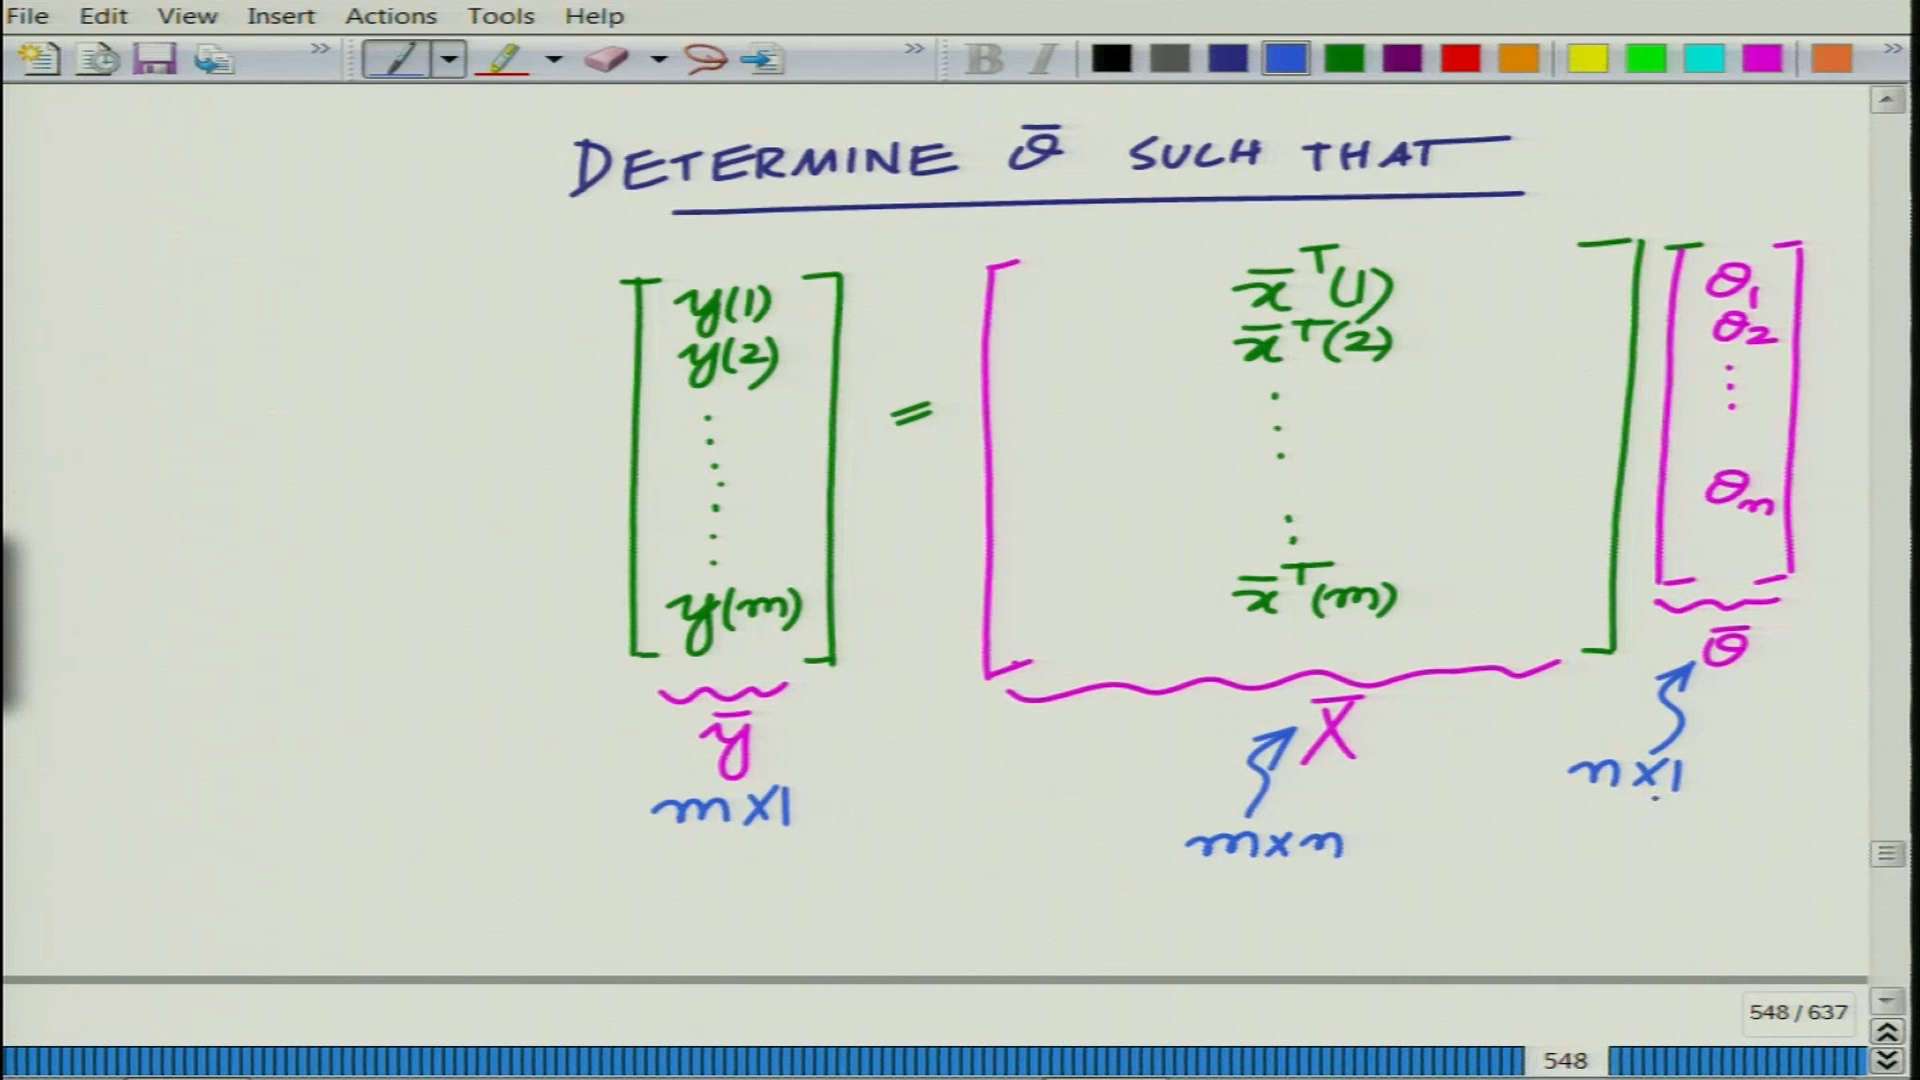 File Edit View Insert Actions Tools Help
B I
DETERMINE θ̅ SUCH THAT
y(1)
y(2)
y(m)
=
x̅ᵀ(1)
x̅ᵀ(2)
x̅ᵀ(m)
θ₁
θ₂
θₙ
y̅
X̅
θ̅
m×1
m×n
n×1
548 / 637
548